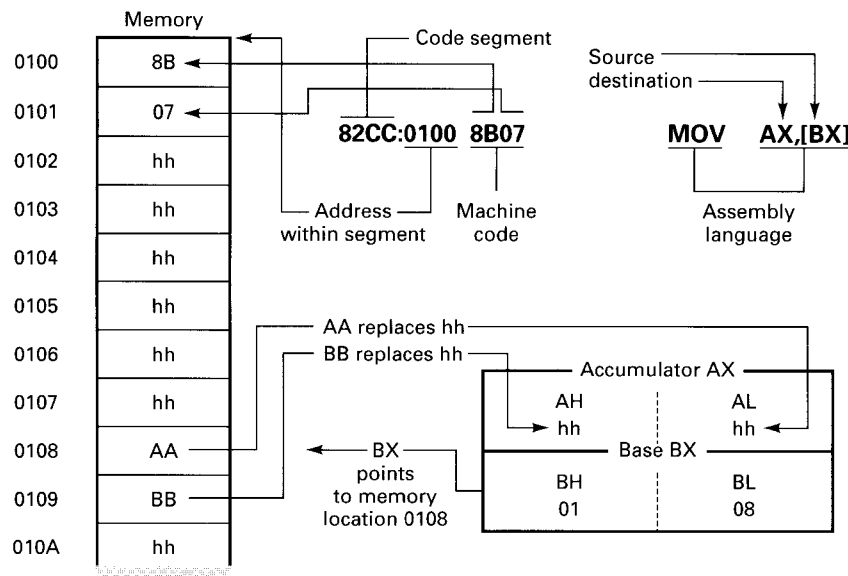 Memory
0100 8B
0101 07
0102 hh
0103 hh
0104 hh
0105 hh
0106 hh
0107 hh
0108 AA
0109 BB
010A hh
Code segment
82CC:0100 8B07
Address
within segment
Machine
code
Source
destination
MOV AX,[BX]
Assembly
language
AA replaces hh
BB replaces hh
Accumulator AX
AH AL
hh hh
Base BX
BH BL
01 08
BX
points
to memory
location 0108